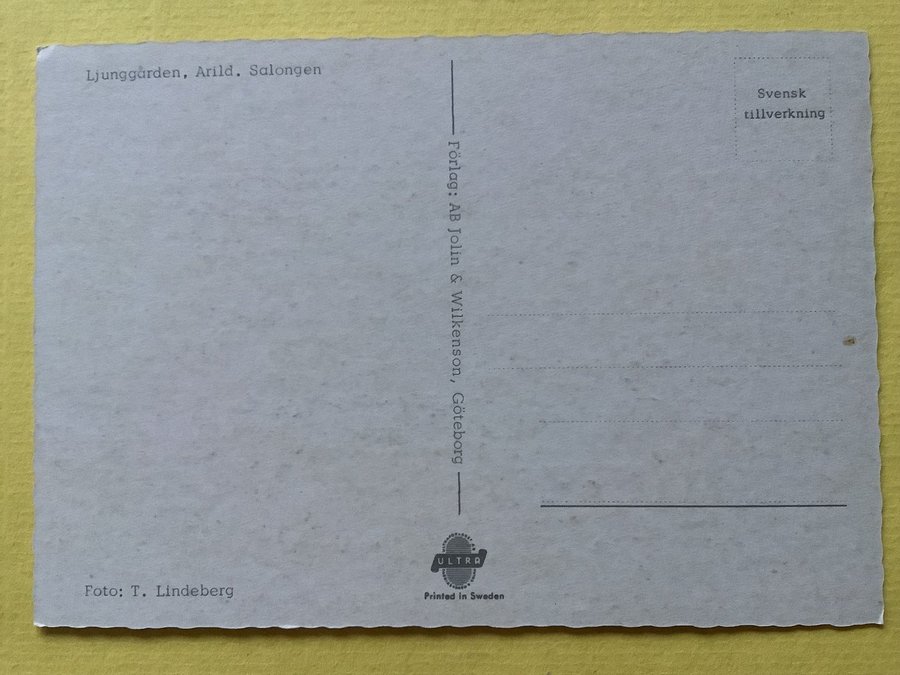 Ljunggården, Arild. Salongen
Svensk
tillverkning
Förlag: AB Jolin & Wilkenson, Göteborg
Foto: T. Lindeberg
ULTRA
Printed in Sweden